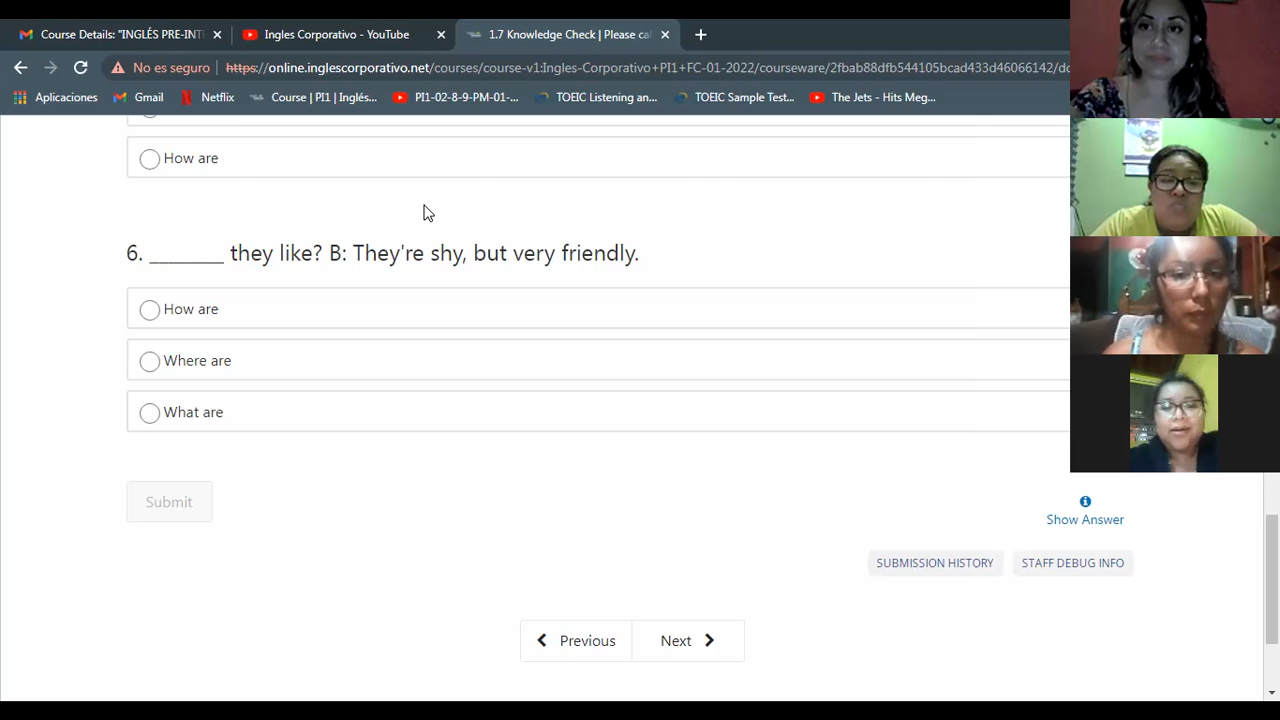 Course Details: "INGLÉS PRE-INT
Ingles Corporativo - YouTube
1.7 Knowledge Check | Please cal
No es seguro
https://online.inglescorporativo.net/courses/course-v1:Ingles-Corporativo+PI1+FC-01-2022/courseware/2fbab88dfb544105bcad433d46066142/dc
Aplicaciones
Gmail
Netflix
Course | PI1 | Inglés...
PI1-02-8-9-PM-01-...
TOEIC Listening an...
TOEIC Sample Test...
The Jets - Hits Meg...
How are
6. _______ they like? B: They're shy, but very friendly.
How are
Where are
What are
Submit
Show Answer
SUBMISSION HISTORY
STAFF DEBUG INFO
Previous
Next